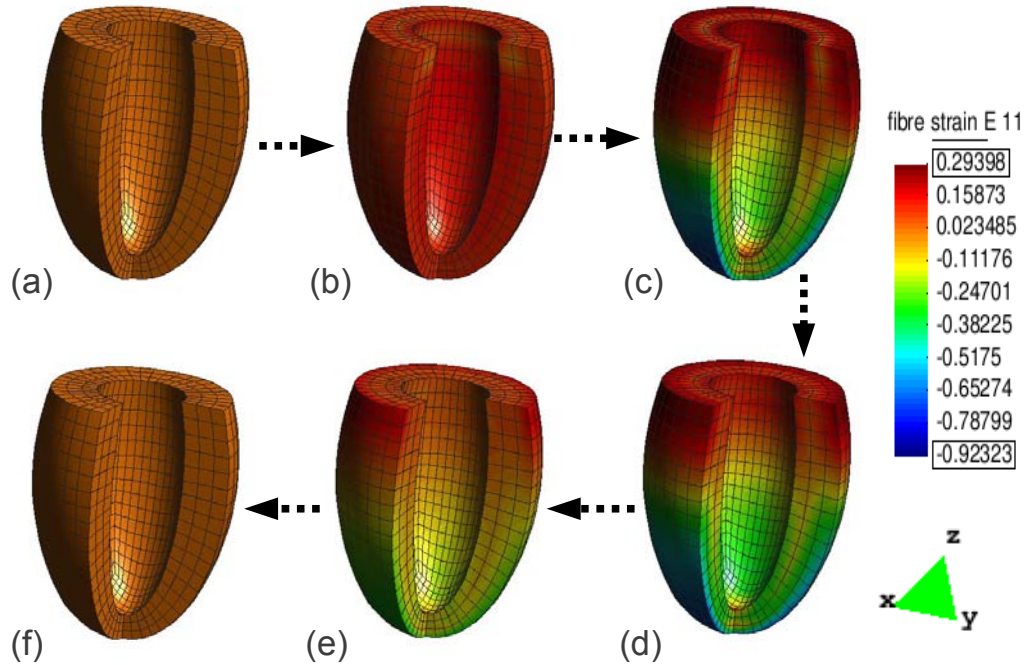 (a)
(b)
(c)
fibre strain E 11
0.29398
0.15873
0.023485
-0.11176
-0.24701
-0.38225
-0.5175
-0.65274
-0.78799
-0.92323
(f)
(e)
(d)
z
x
y